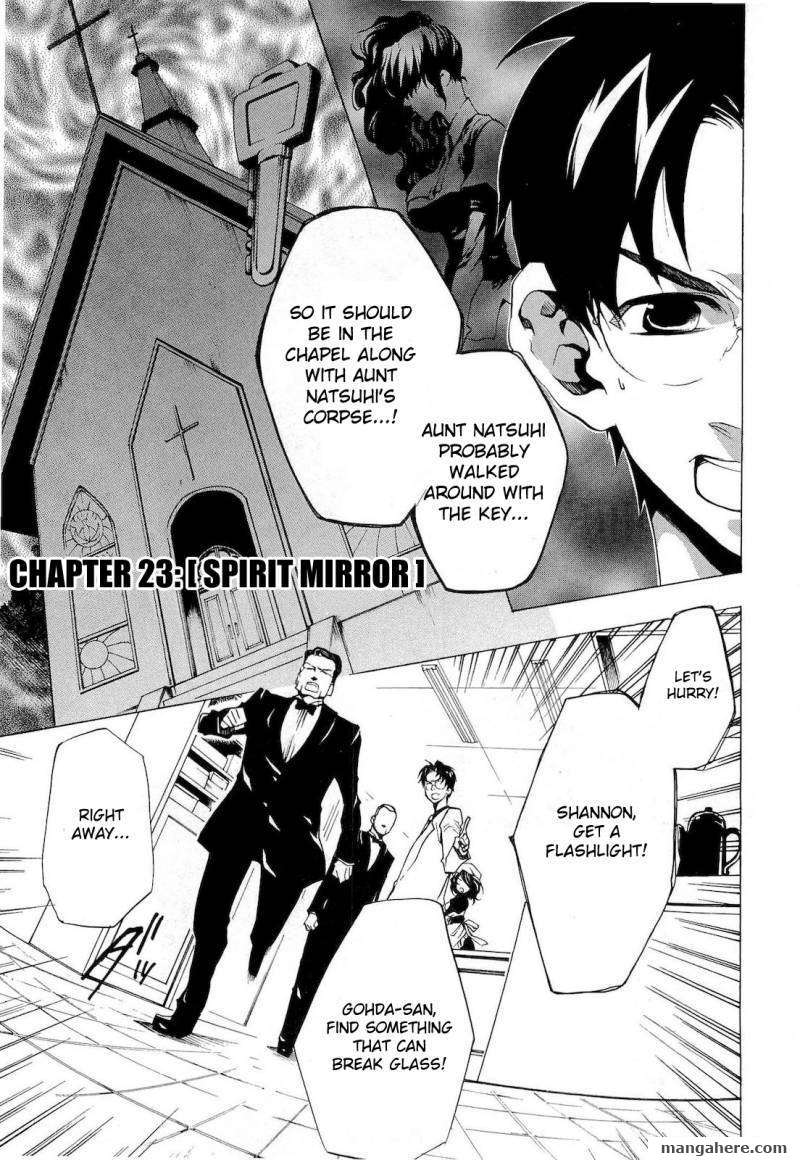 AUNT NATSUHI
PROBABLY
WALKED
AROUND WITH
THE KEY...
SO IT SHOULD
BE IN THE
CHAPEL ALONG
WITH AUNT
NATSUHI'S
CORPSE...!
CHAPTER 23: [ SPIRIT MIRROR ]
LET'S
HURRY!
SHANNON,
GET A
FLASHLIGHT!
GOHDA-SAN,
FIND SOMETHING
THAT CAN
BREAK GLASS!
RIGHT
AWAY...
ダッ
mangahere.com